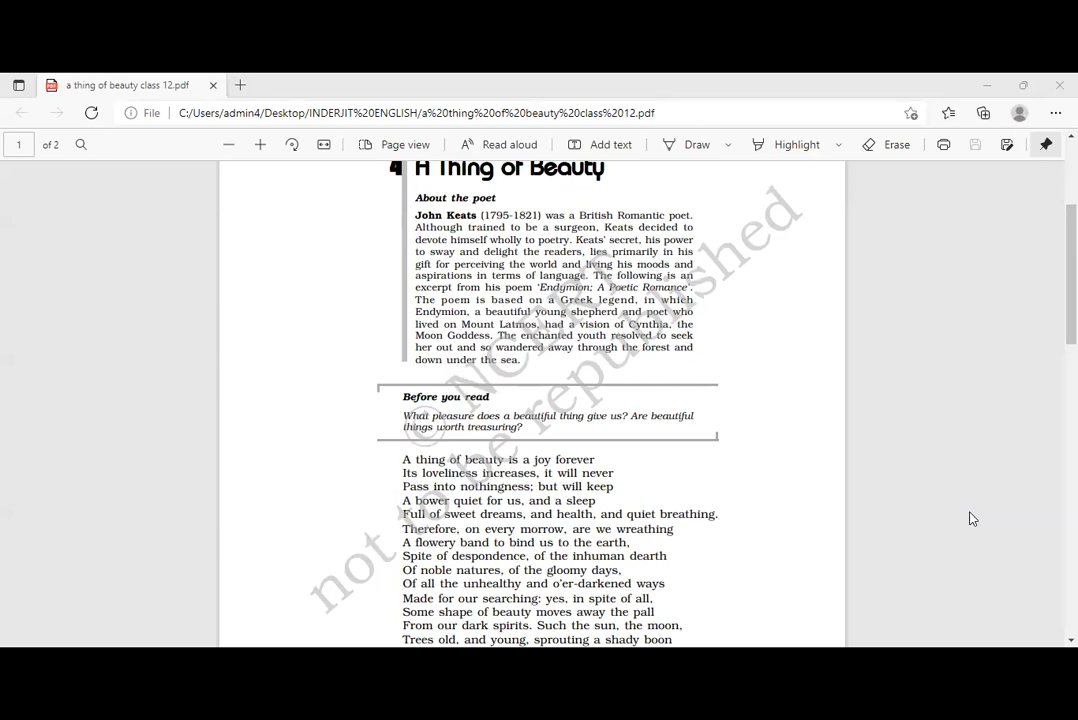 a thing of beauty class 12.pdf
File C:/Users/admin4/Desktop/INDERJIT%20ENGLISH/a%20thing%20of%20beauty%20class%2012.pdf
1 of 2 Page view Read aloud Add text Draw Highlight Erase
4 A Thing of Beauty
About the poet
John Keats (1795-1821) was a British Romantic poet.
Although trained to be a surgeon, Keats decided to
devote himself wholly to poetry. Keats' secret, his power
to sway and delight the readers, lies primarily in his
gift for perceiving the world and living his moods and
aspirations in terms of language. The following is an
excerpt from his poem 'Endymion; A Poetic Romance'.
The poem is based on a Greek legend, in which
Endymion, a beautiful young shepherd and poet who
lived on Mount Latmos, had a vision of Cynthia, the
Moon Goddess. The enchanted youth resolved to seek
her out and so wandered away through the forest and
down under the sea.
Before you read
What pleasure does a beautiful thing give us? Are beautiful
things worth treasuring?
A thing of beauty is a joy forever
Its loveliness increases, it will never
Pass into nothingness; but will keep
A bower quiet for us, and a sleep
Full of sweet dreams, and health, and quiet breathing.
Therefore, on every morrow, are we wreathing
A flowery band to bind us to the earth,
Spite of despondence, of the inhuman dearth
Of noble natures, of the gloomy days,
Of all the unhealthy and o'er-darkened ways
Made for our searching: yes, in spite of all,
Some shape of beauty moves away the pall
From our dark spirits. Such the sun, the moon,
Trees old, and young, sprouting a shady boon
© NCERT
not to be republished